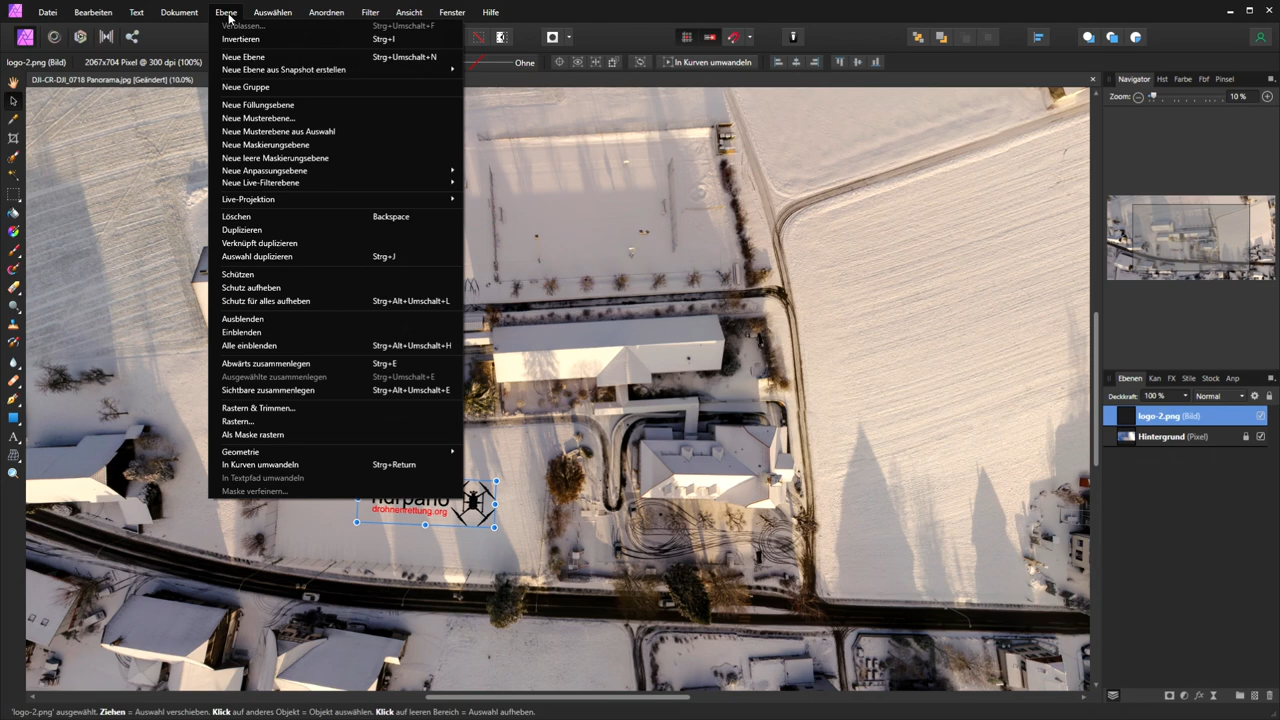 Datei Bearbeiten Text Dokument Ebene Auswählen Anordnen Filter Ansicht Fenster Hilfe
logo-2.png (Bild) 2067x704 Pixel @ 300 DPI (200%) Ohne In Kurven umwandeln
DJI-CR-DJI_0718 Panorama.jpg [Geändert] (10.0%)
Verblassen... Strg+Umschalt+F
Invertieren Strg+I
Neue Ebene Strg+Umschalt+N
Neue Ebene aus Snapshot erstellen
Neue Gruppe
Neue Füllungsebene
Neue Musterebene...
Neue Musterebene aus Auswahl
Neue Maskierungsebene
Neue leere Maskierungsebene
Neue Anpassungsebene
Neue Live-Filterebene
Live-Projektion
Löschen Backspace
Duplizieren
Verknüpft duplizieren
Auswahl duplizieren Strg+J
Schützen
Schutz aufheben
Schutz für alles aufheben Strg+Alt+Umschalt+L
Ausblenden
Einblenden
Alle einblenden Strg+Alt+Umschalt+H
Abwärts zusammenlegen Strg+E
Ausgewählte zusammenlegen Strg+Umschalt+E
Sichtbare zusammenlegen Strg+Alt+Umschalt+E
Rastern & Trimmen...
Rastern...
Als Maske rastern
Geometrie
In Kurven umwandeln Strg+Return
In Textpfad umwandeln
Maske verfeinern...
drohnenrettung.org
Navigator Hist Farbe Fbf Pinsel
Zoom: 10 %
Ebenen Kan FX Stile Stock Anp
Deckkraft: 100 % Normal
logo-2.png (Bild)
Hintergrund (Pixel)
'logo-2.png' ausgewählt. Ziehen = Auswahl verschieben. Klick auf anderes Objekt = Objekt auswählen. Klick auf leeren Bereich = Auswahl aufheben.